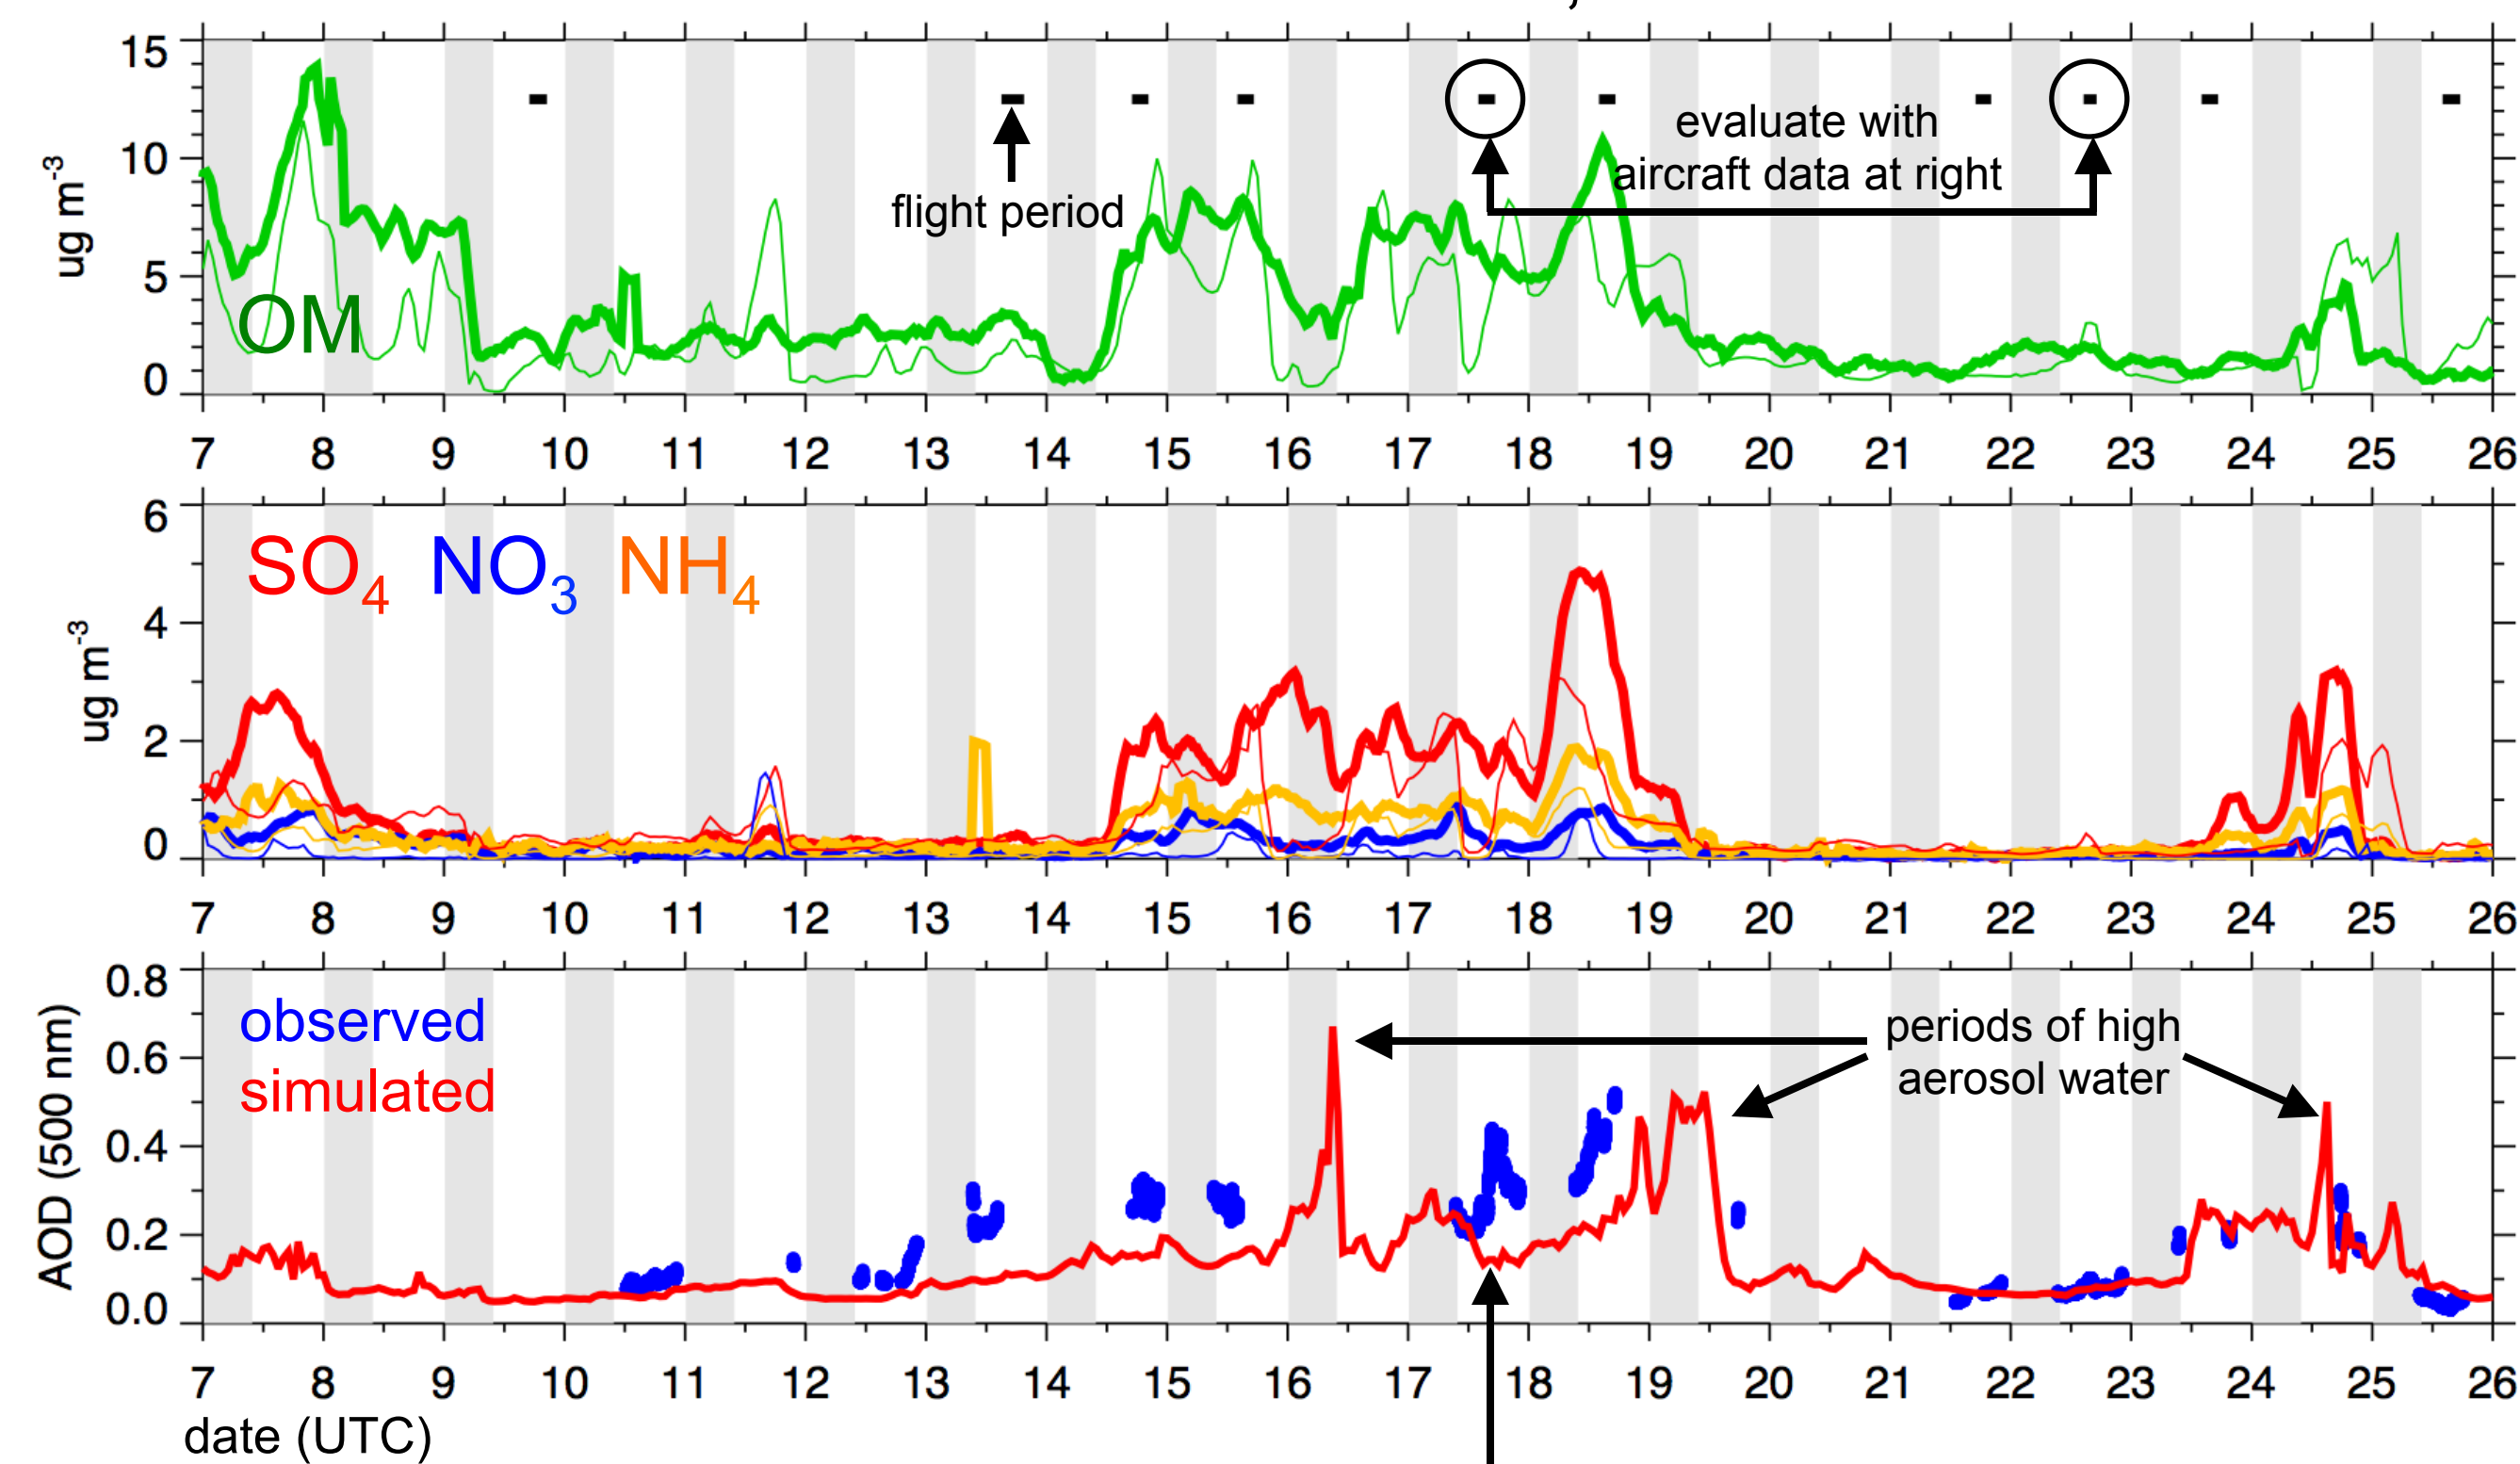 ,
15
10
5
0
ug m-3
OM
flight period
evaluate with
aircraft data at right
7 8 9 10 11 12 13 14 15 16 17 18 19 20 21 22 23 24 25 26
6
4
2
0
ug m-3
SO4 NO3 NH4
7 8 9 10 11 12 13 14 15 16 17 18 19 20 21 22 23 24 25 26
0.8
0.6
0.4
0.2
0.0
AOD (500 nm)
observed
simulated
periods of high
aerosol water
7 8 9 10 11 12 13 14 15 16 17 18 19 20 21 22 23 24 25 26
date (UTC)